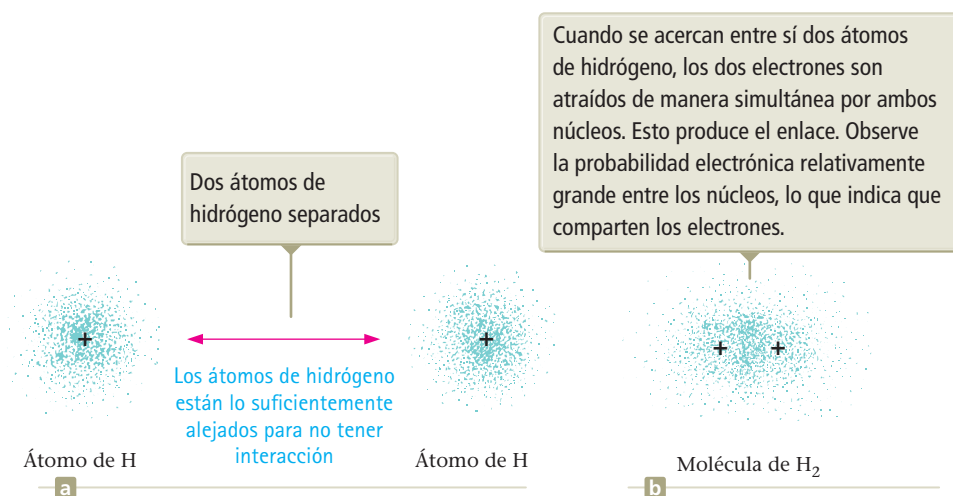 Dos átomos de
hidrógeno separados
+
+
Los átomos de hidrógeno
están lo suficientemente
alejados para no tener
interacción
Átomo de H
Átomo de H
a
Cuando se acercan entre sí dos átomos
de hidrógeno, los dos electrones son
atraídos de manera simultánea por ambos
núcleos. Esto produce el enlace. Observe
la probabilidad electrónica relativamente
grande entre los núcleos, lo que indica que
comparten los electrones.
+ +
Molécula de H₂
b